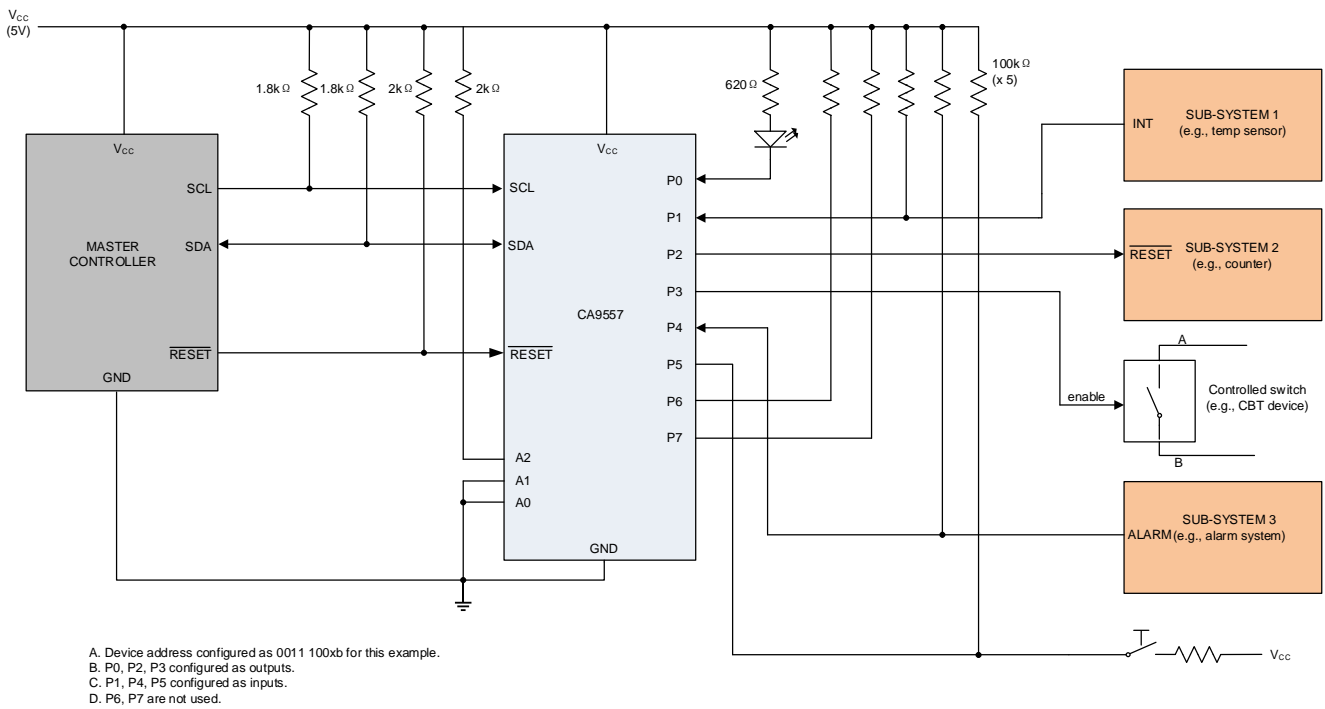 VCC
(5V)
1.8kΩ
1.8kΩ
2kΩ
2kΩ
620Ω
100kΩ
(x 5)
VCC
SCL
MASTER
CONTROLLER
SDA
RESET
GND
VCC
SCL
SDA
CA9557
RESET
A2
A1
A0
GND
P0
P1
P2
P3
P4
P5
P6
P7
INT
SUB-SYSTEM 1
(e.g., temp sensor)
RESET
SUB-SYSTEM 2
(e.g., counter)
A
enable
Controlled switch
(e.g., CBT device)
B
SUB-SYSTEM 3
ALARM (e.g., alarm system)
VCC
A. Device address configured as 0011 100xb for this example.
B. P0, P2, P3 configured as outputs.
C. P1, P4, P5 configured as inputs.
D. P6, P7 are not used.